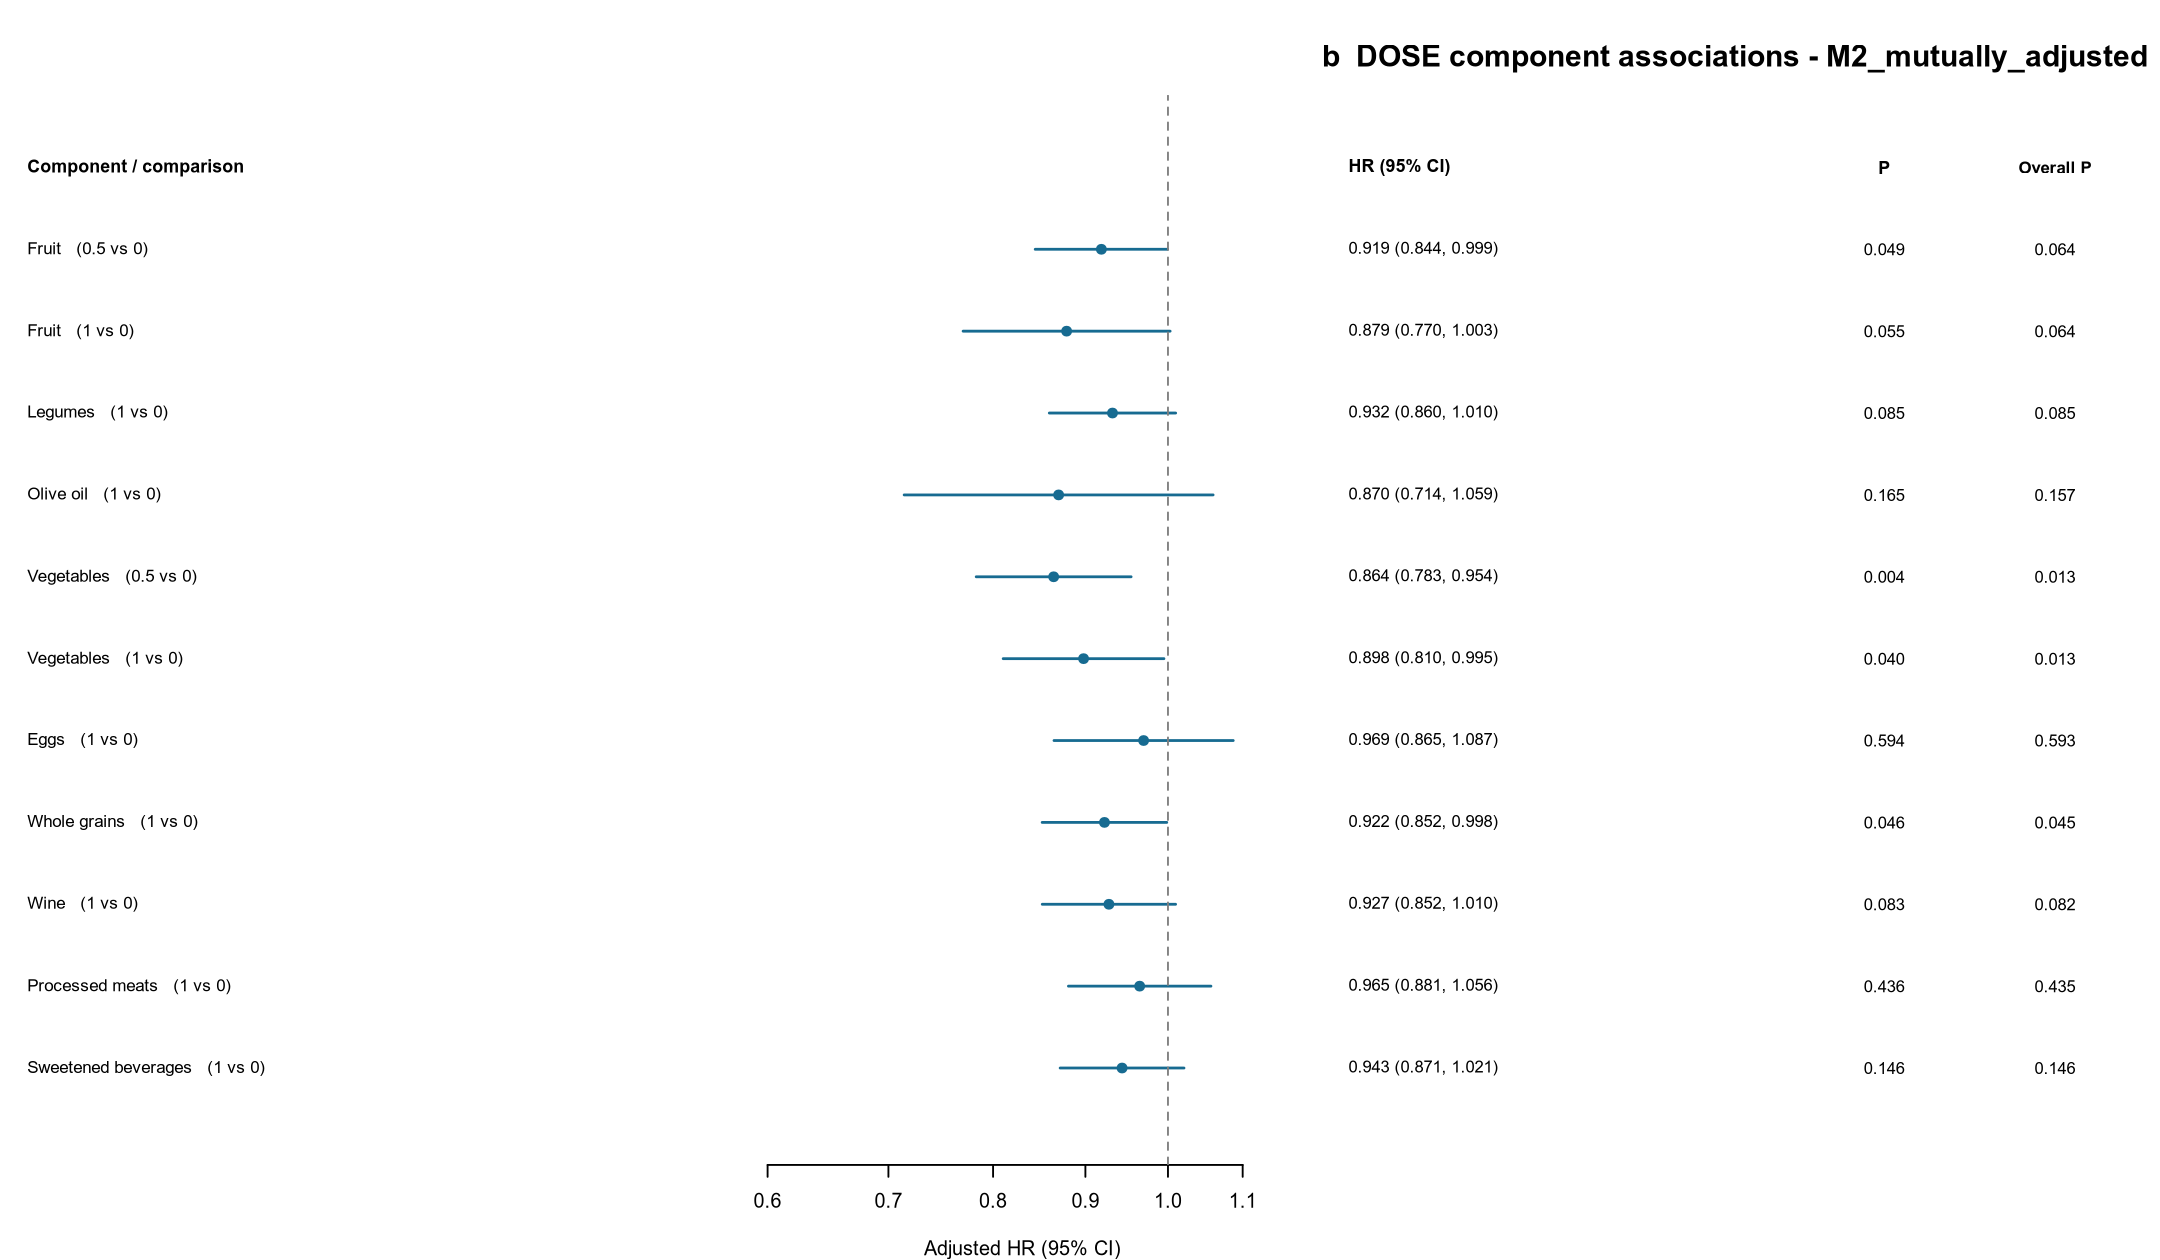 b DOSE component associations - M2_mutually_adjusted
Component / comparison HR (95% CI) P Overall P
Fruit (0.5 vs 0) 0.919 (0.844, 0.999) 0.049 0.064
Fruit (1 vs 0) 0.879 (0.770, 1.003) 0.055 0.064
Legumes (1 vs 0) 0.932 (0.860, 1.010) 0.085 0.085
Olive oil (1 vs 0) 0.870 (0.714, 1.059) 0.165 0.157
Vegetables (0.5 vs 0) 0.864 (0.783, 0.954) 0.004 0.013
Vegetables (1 vs 0) 0.898 (0.810, 0.995) 0.040 0.013
Eggs (1 vs 0) 0.969 (0.865, 1.087) 0.594 0.593
Whole grains (1 vs 0) 0.922 (0.852, 0.998) 0.046 0.045
Wine (1 vs 0) 0.927 (0.852, 1.010) 0.083 0.082
Processed meats (1 vs 0) 0.965 (0.881, 1.056) 0.436 0.435
Sweetened beverages (1 vs 0) 0.943 (0.871, 1.021) 0.146 0.146
0.6 0.7 0.8 0.9 1.0 1.1
Adjusted HR (95% CI)